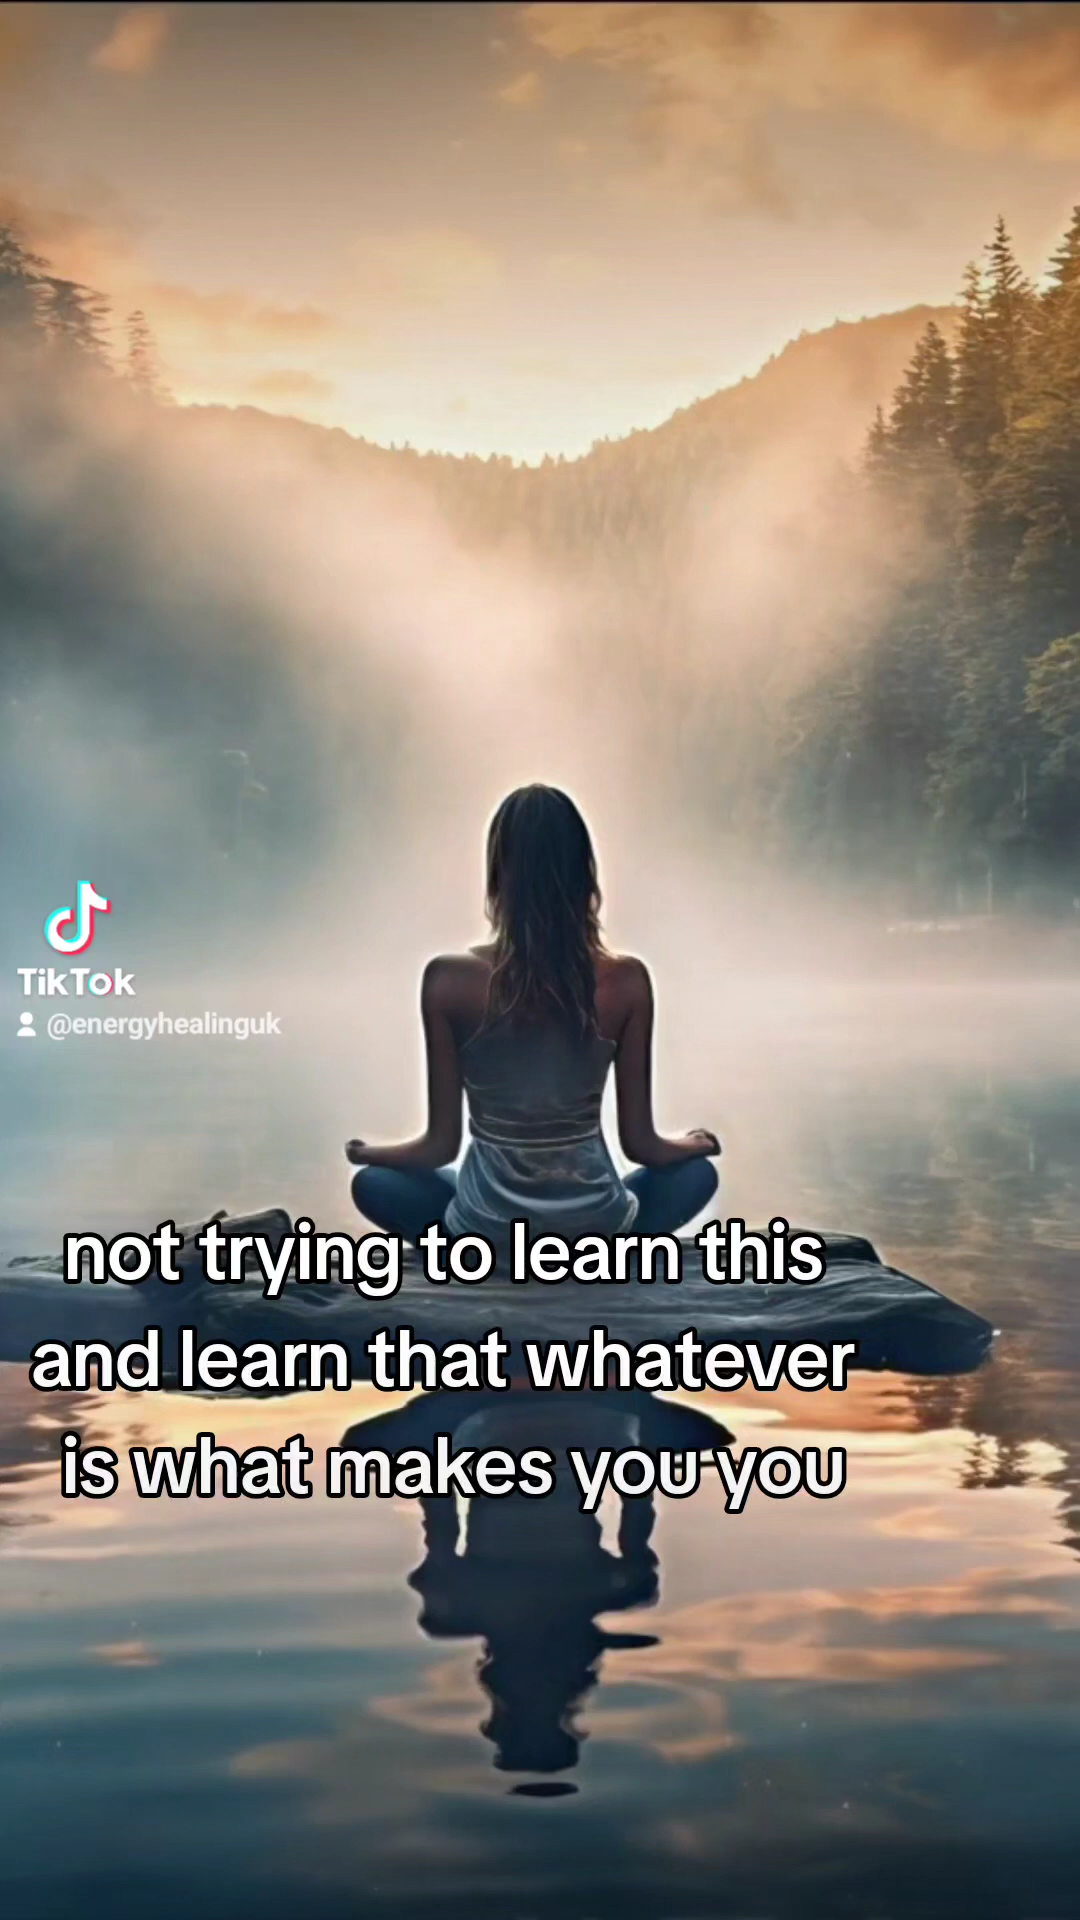 TikTok
@energyhealinguk
not trying to learn this
and learn that whatever
is what makes you you